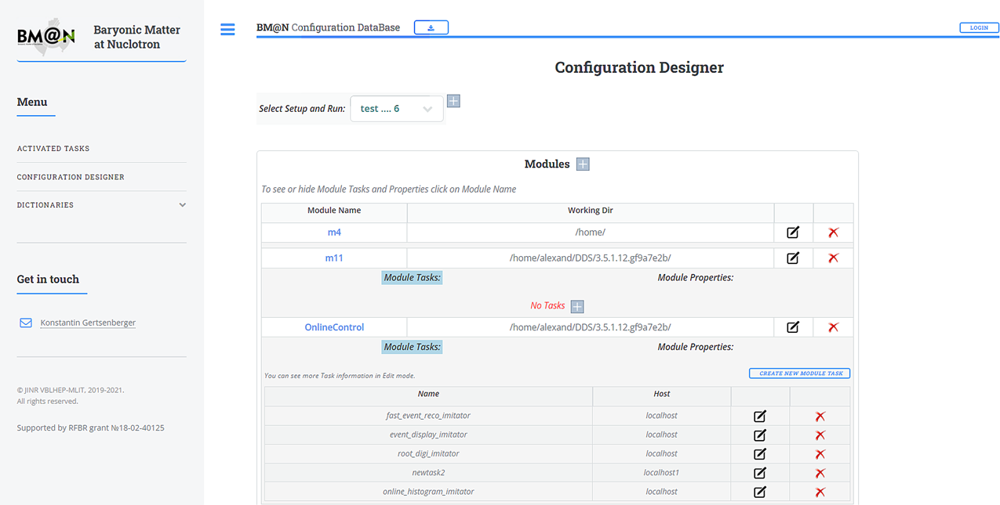 BM@N
Baryonic Matter
at Nuclotron
Menu
ACTIVATED TASKS
CONFIGURATION DESIGNER
DICTIONARIES
Get in touch
Konstantin Gertsenberger
© JINR VBLHEP-MLIT, 2019-2021.
All rights reserved.
Supported by RFBR grant №18-02-40125
BM@N Configuration DataBase
LOGIN
Configuration Designer
Select Setup and Run: test .... 6
Modules
To see or hide Module Tasks and Properties click on Module Name
Module Name Working Dir
m4 /home/
m11 /home/alexand/DDS/3.5.1.12.gf9a7e2b/
Module Tasks: Module Properties:
No Tasks
OnlineControl /home/alexand/DDS/3.5.1.12.gf9a7e2b/
Module Tasks: Module Properties:
You can see more Task information in Edit mode. CREATE NEW MODULE TASK
Name Host
fast_event_reco_imitator localhost
event_display_imitator localhost
root_digi_imitator localhost
newtask2 localhost1
online_histogram_imitator localhost